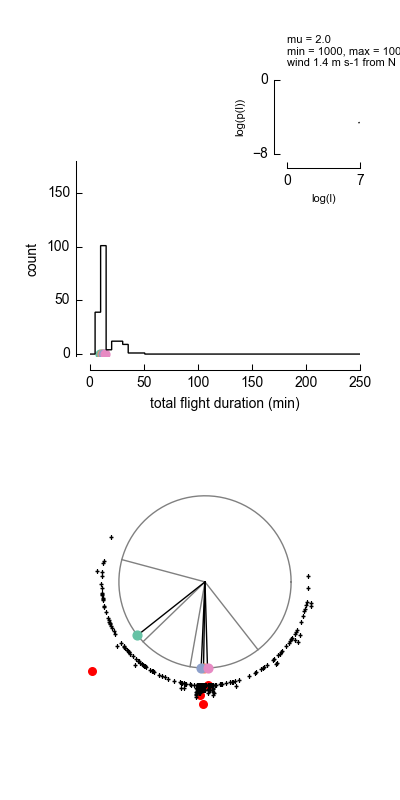 mu = 2.0
min = 1000, max = 100
wind 1.4 m s-1 from N
0
−8
log(p(l))
0 7
log(l)
150
100
50
0
count
0 50 100 150 200 250
total flight duration (min)